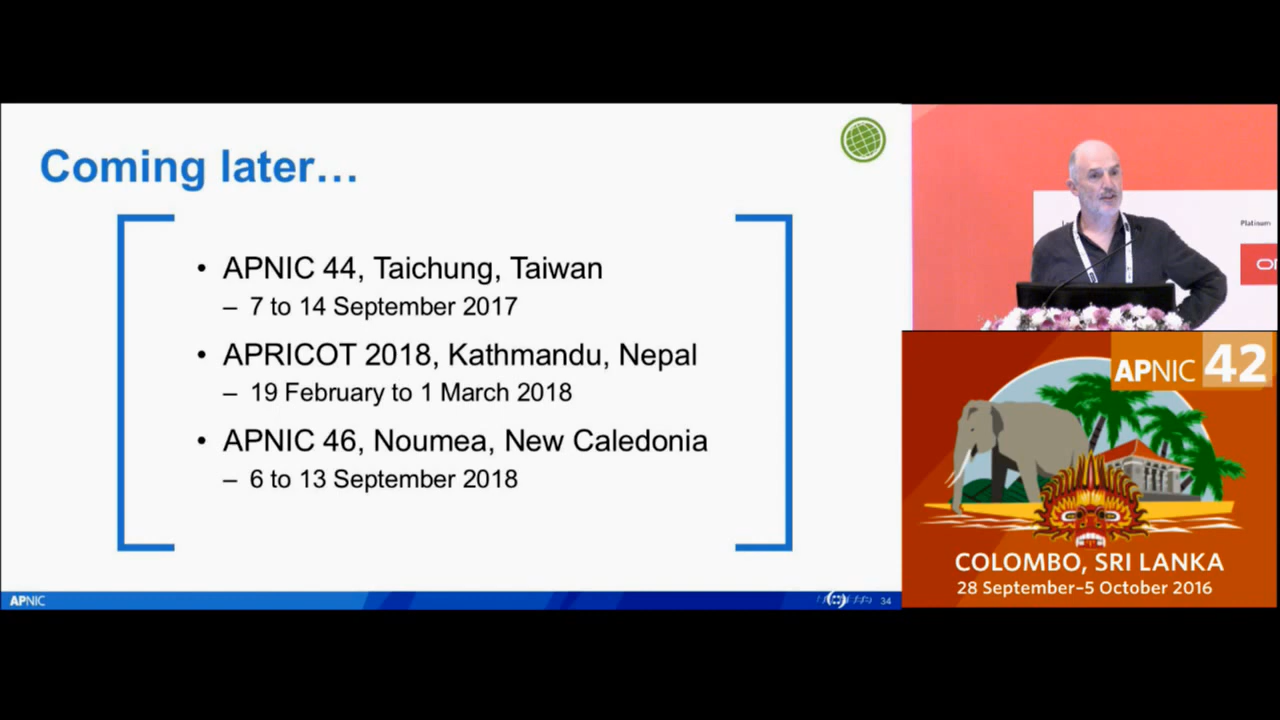 Coming later…
• APNIC 44, Taichung, Taiwan
– 7 to 14 September 2017
• APRICOT 2018, Kathmandu, Nepal
– 19 February to 1 March 2018
• APNIC 46, Noumea, New Caledonia
– 6 to 13 September 2018
APNIC
34
Platinum
APNIC 42
COLOMBO, SRI LANKA
28 September–5 October 2016